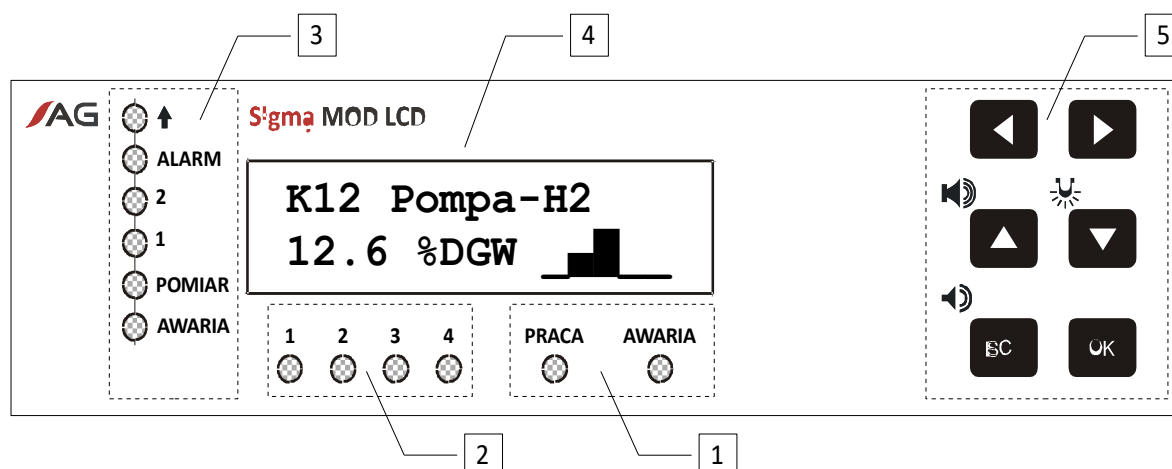 3 4 5
AG
Sigma MOD LCD
ALARM
2
1
POMIAR
AWARIA
K12 Pompa-H2
12.6 %DGW
1 2 3 4
PRACA AWARIA
ESC OK
2 1